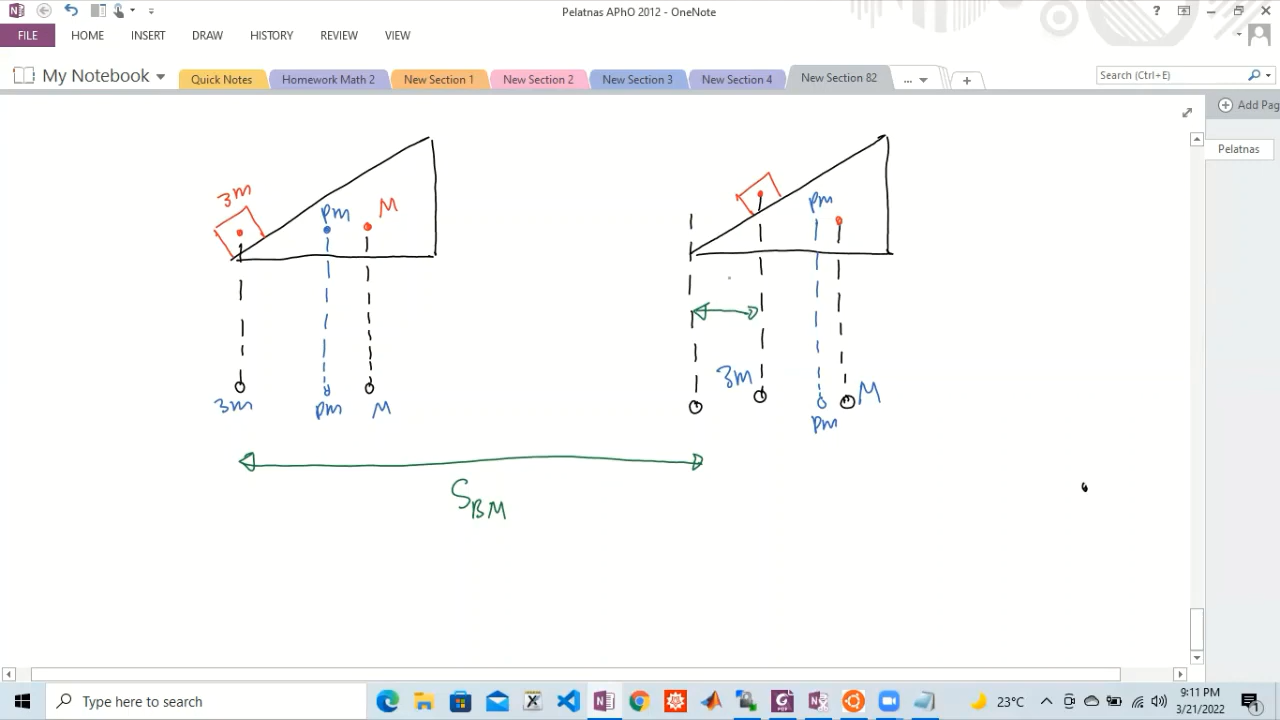 Pelatnas APhO 2012 - OneNote
FILE HOME INSERT DRAW HISTORY REVIEW VIEW
My Notebook Quick Notes Homework Math 2 New Section 1 New Section 2 New Section 3 New Section 4 New Section 82 ... Search (Ctrl+E)
Add Pag
Pelatnas
3m
pm
M
pm
3m
pm
M
3m
pm
M
SBM
Type here to search
23°C
9:11 PM
3/21/2022